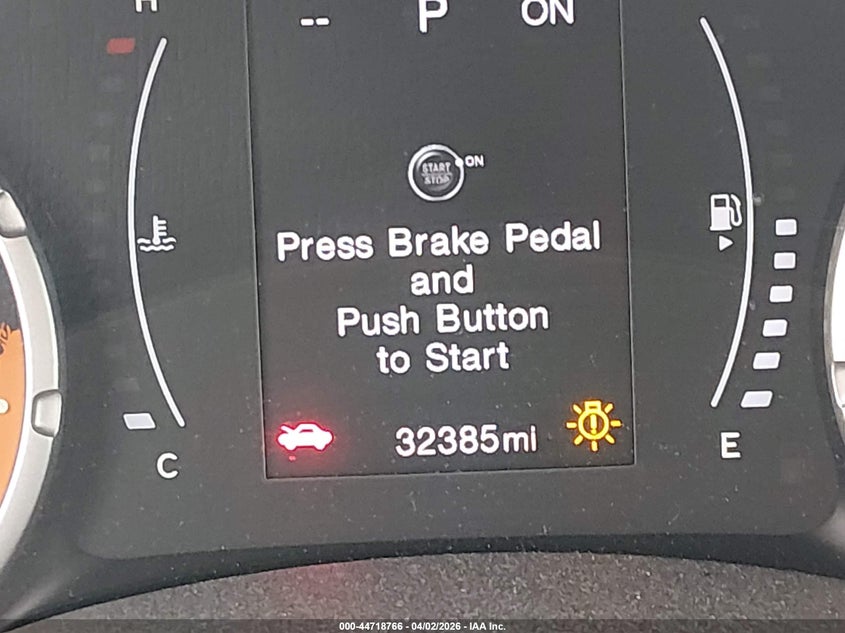 H
-- P ON
START
STOP
ON
Press Brake Pedal
and
Push Button
to Start
32385mi
C
E
000-44718766 - 04/02/2026 - IAA Inc.